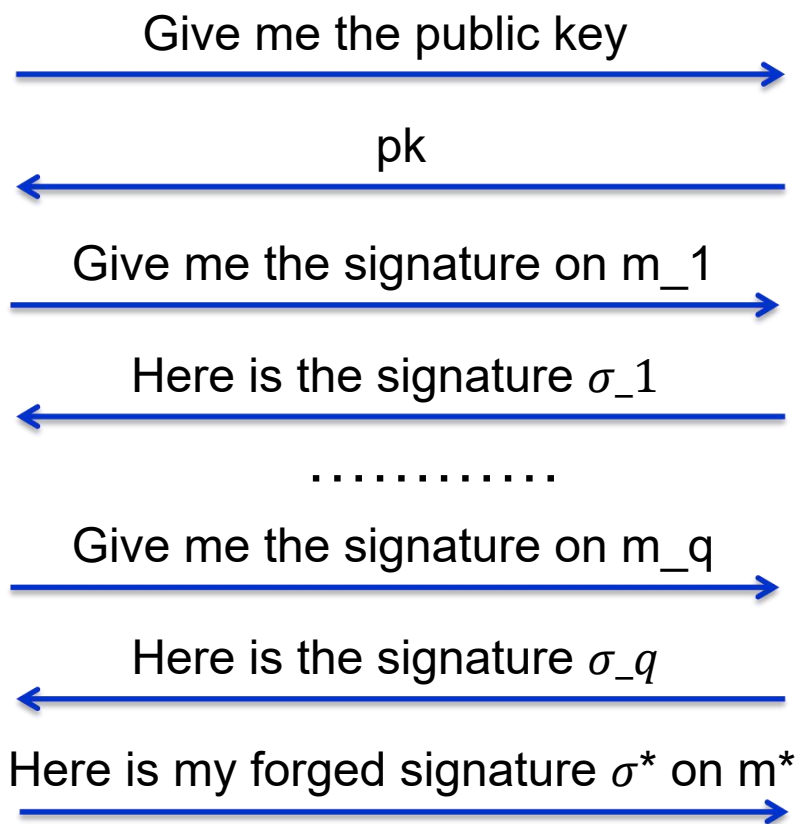 Give me the public key
pk
Give me the signature on m_1
Here is the signature 𝜎_1
............
Give me the signature on m_q
Here is the signature 𝜎_𝑞
Here is my forged signature 𝜎* on m*